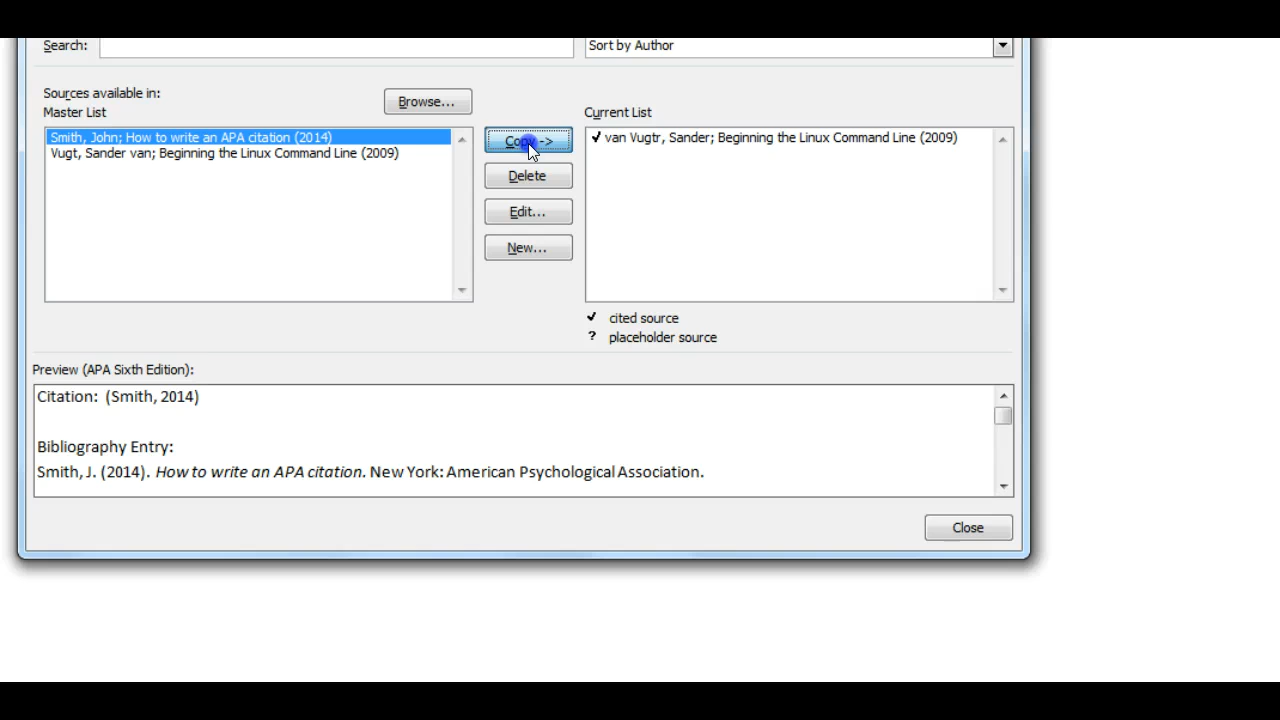 Search:
Sort by Author
Sources available in:
Master List
Browse...
Current List
Smith, John; How to write an APA citation (2014)
Vugt, Sander van; Beginning the Linux Command Line (2009)
Copy ->
Delete
Edit...
New...
✓ van Vugtr, Sander; Beginning the Linux Command Line (2009)
✓ cited source
? placeholder source
Preview (APA Sixth Edition):
Citation: (Smith, 2014)
Bibliography Entry:
Smith, J. (2014). How to write an APA citation. New York: American Psychological Association.
Close